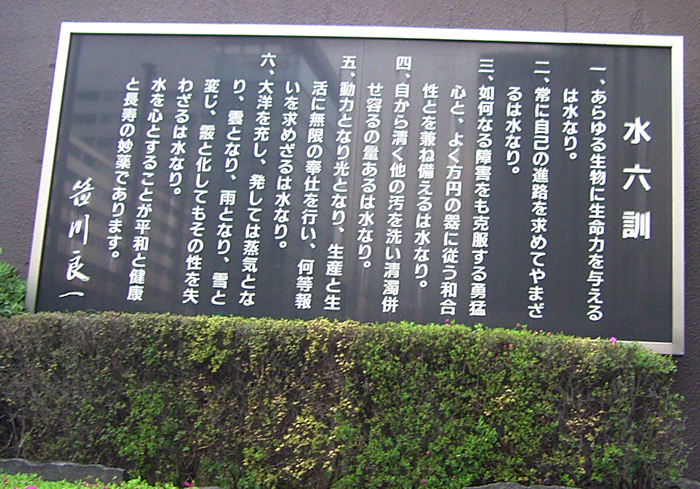 水六訓
一、あらゆる生物に生命力を与える
は水なり。
二、常に自己の進路を求めてやまざ
るは水なり。
三、如何なる障害をも克服する勇猛
心と、よく方円の器に従う和合
性とを兼ね備えるは水なり。
四、自から清く他の汚を洗い清濁併
せ容るの量あるは水なり。
五、動力となり光となり、生産と生
活に無限の奉仕を行い、何等報
いを求めざるは水なり。
六、大洋を充し、発しては蒸気とな
り、雲となり、雨となり、雪と
変じ、霰と化してもその性を失
わざるは水なり。
水を心とすることが平和と健康
と長寿の妙薬であります。
笹川良一